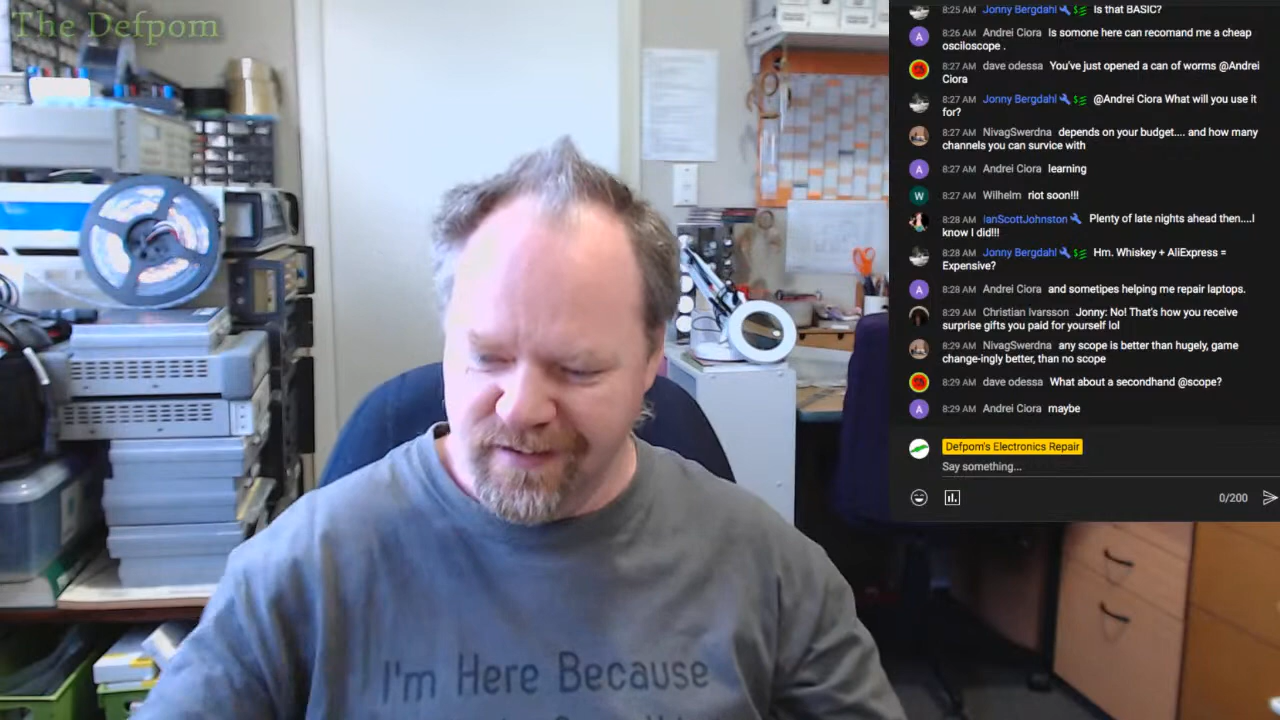 The Defpom
8:25 AM Jonny Bergdahl Is that BASIC?
8:26 AM Andrei Ciora Is somone here can recomand me a cheap
osciloscope .
8:27 AM dave odessa You've just opened a can of worms @Andrei
Ciora
8:27 AM Jonny Bergdahl @Andrei Ciora What will you use it
for?
8:27 AM NivagSwerdna depends on your budget.... and how many
channels you can survice with
8:27 AM Andrei Ciora learning
8:27 AM Wilhelm riot soon!!!
8:28 AM IanScottJohnston Plenty of late nights ahead then....I
know I did!!!
8:28 AM Jonny Bergdahl Hm. Whiskey + AliExpress =
Expensive?
8:28 AM Andrei Ciora and sometipes helping me repair laptops.
8:29 AM Christian Ivarsson Jonny: No! That's how you receive
surprise gifts you paid for yourself lol
8:29 AM NivagSwerdna any scope is better than hugely, game
change-ingly better, than no scope
8:29 AM dave odessa What about a secondhand @scope?
8:29 AM Andrei Ciora maybe
Defpom's Electronics Repair
Say something...
0/200
I'm Here Because